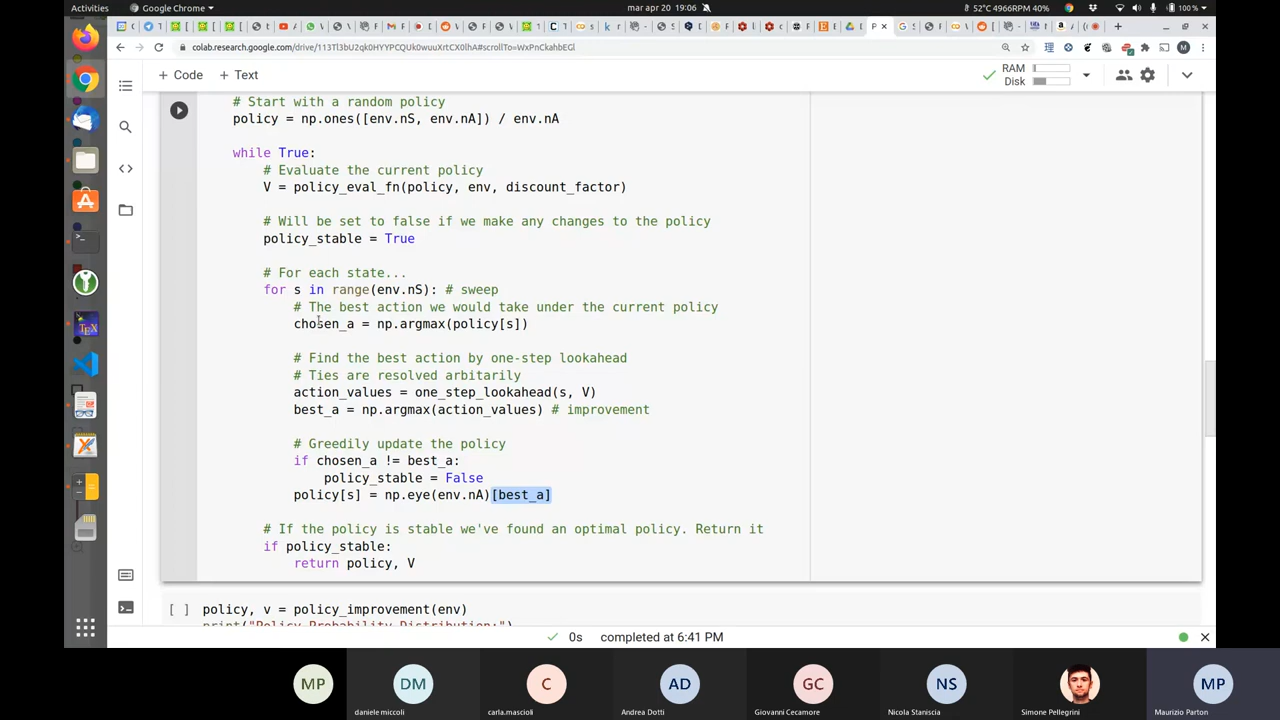 Activities
Google Chrome
mar apr 20 19:06
52°C 4966RPM 40%
100 %
colab.research.google.com/drive/113Tl3bU2qk0HYYPCQUk0wuuXrtCX0lhA#scrollTo=WxPnCkahbEGl
+ Code + Text
RAM
Disk
# Start with a random policy
policy = np.ones([env.nS, env.nA]) / env.nA
while True:
# Evaluate the current policy
V = policy_eval_fn(policy, env, discount_factor)
# Will be set to false if we make any changes to the policy
policy_stable = True
# For each state...
for s in range(env.nS): # sweep
# The best action we would take under the current policy
chosen_a = np.argmax(policy[s])
# Find the best action by one-step lookahead
# Ties are resolved arbitarily
action_values = one_step_lookahead(s, V)
best_a = np.argmax(action_values) # improvement
# Greedily update the policy
if chosen_a != best_a:
policy_stable = False
policy[s] = np.eye(env.nA)[best_a]
# If the policy is stable we've found an optimal policy. Return it
if policy_stable:
return policy, V
[ ] policy, v = policy_improvement(env)
print("Policy Probability Distribution:")
0s completed at 6:41 PM
MP
DM
C
AD
GC
NS
MP
daniele miccoli
carla.mascioli
Andrea Dotti
Giovanni Cecamore
Nicola Staniscia
Simone Pellegrini
Maurizio Parton